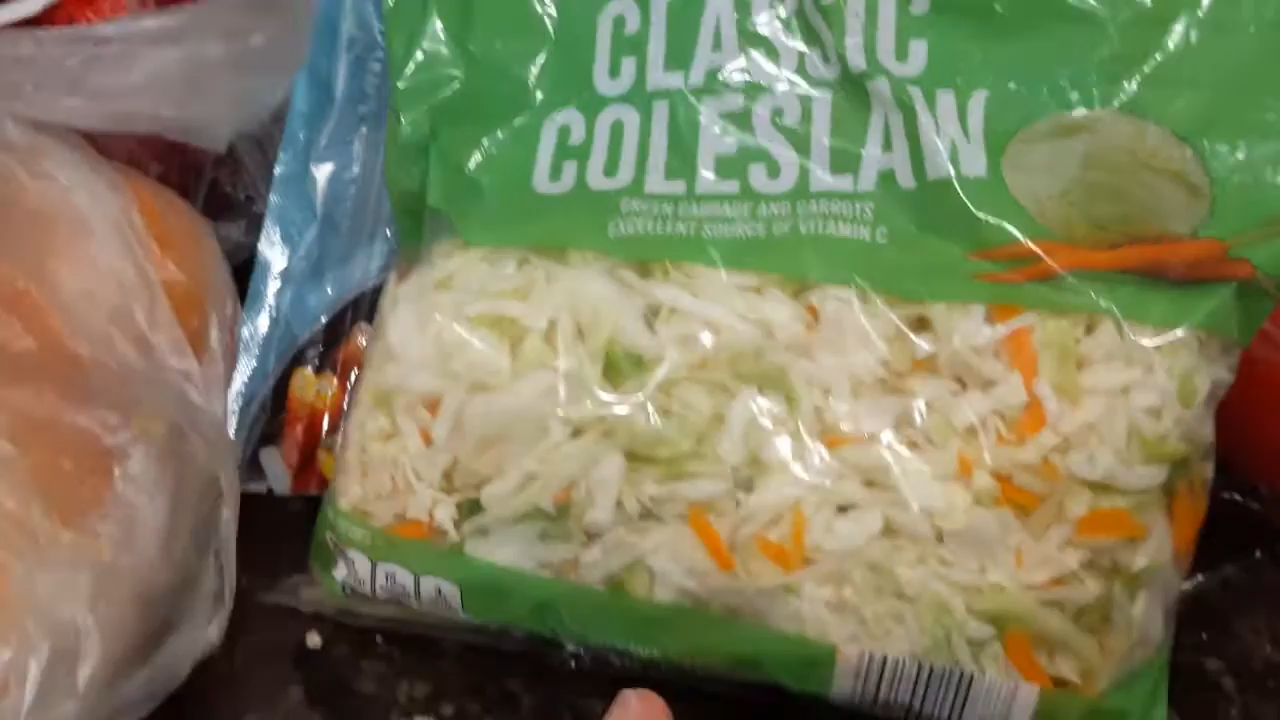 CLASSIC
COLESLAW
GREEN CABBAGE AND CARROTS
EXCELLENT SOURCE OF VITAMIN C